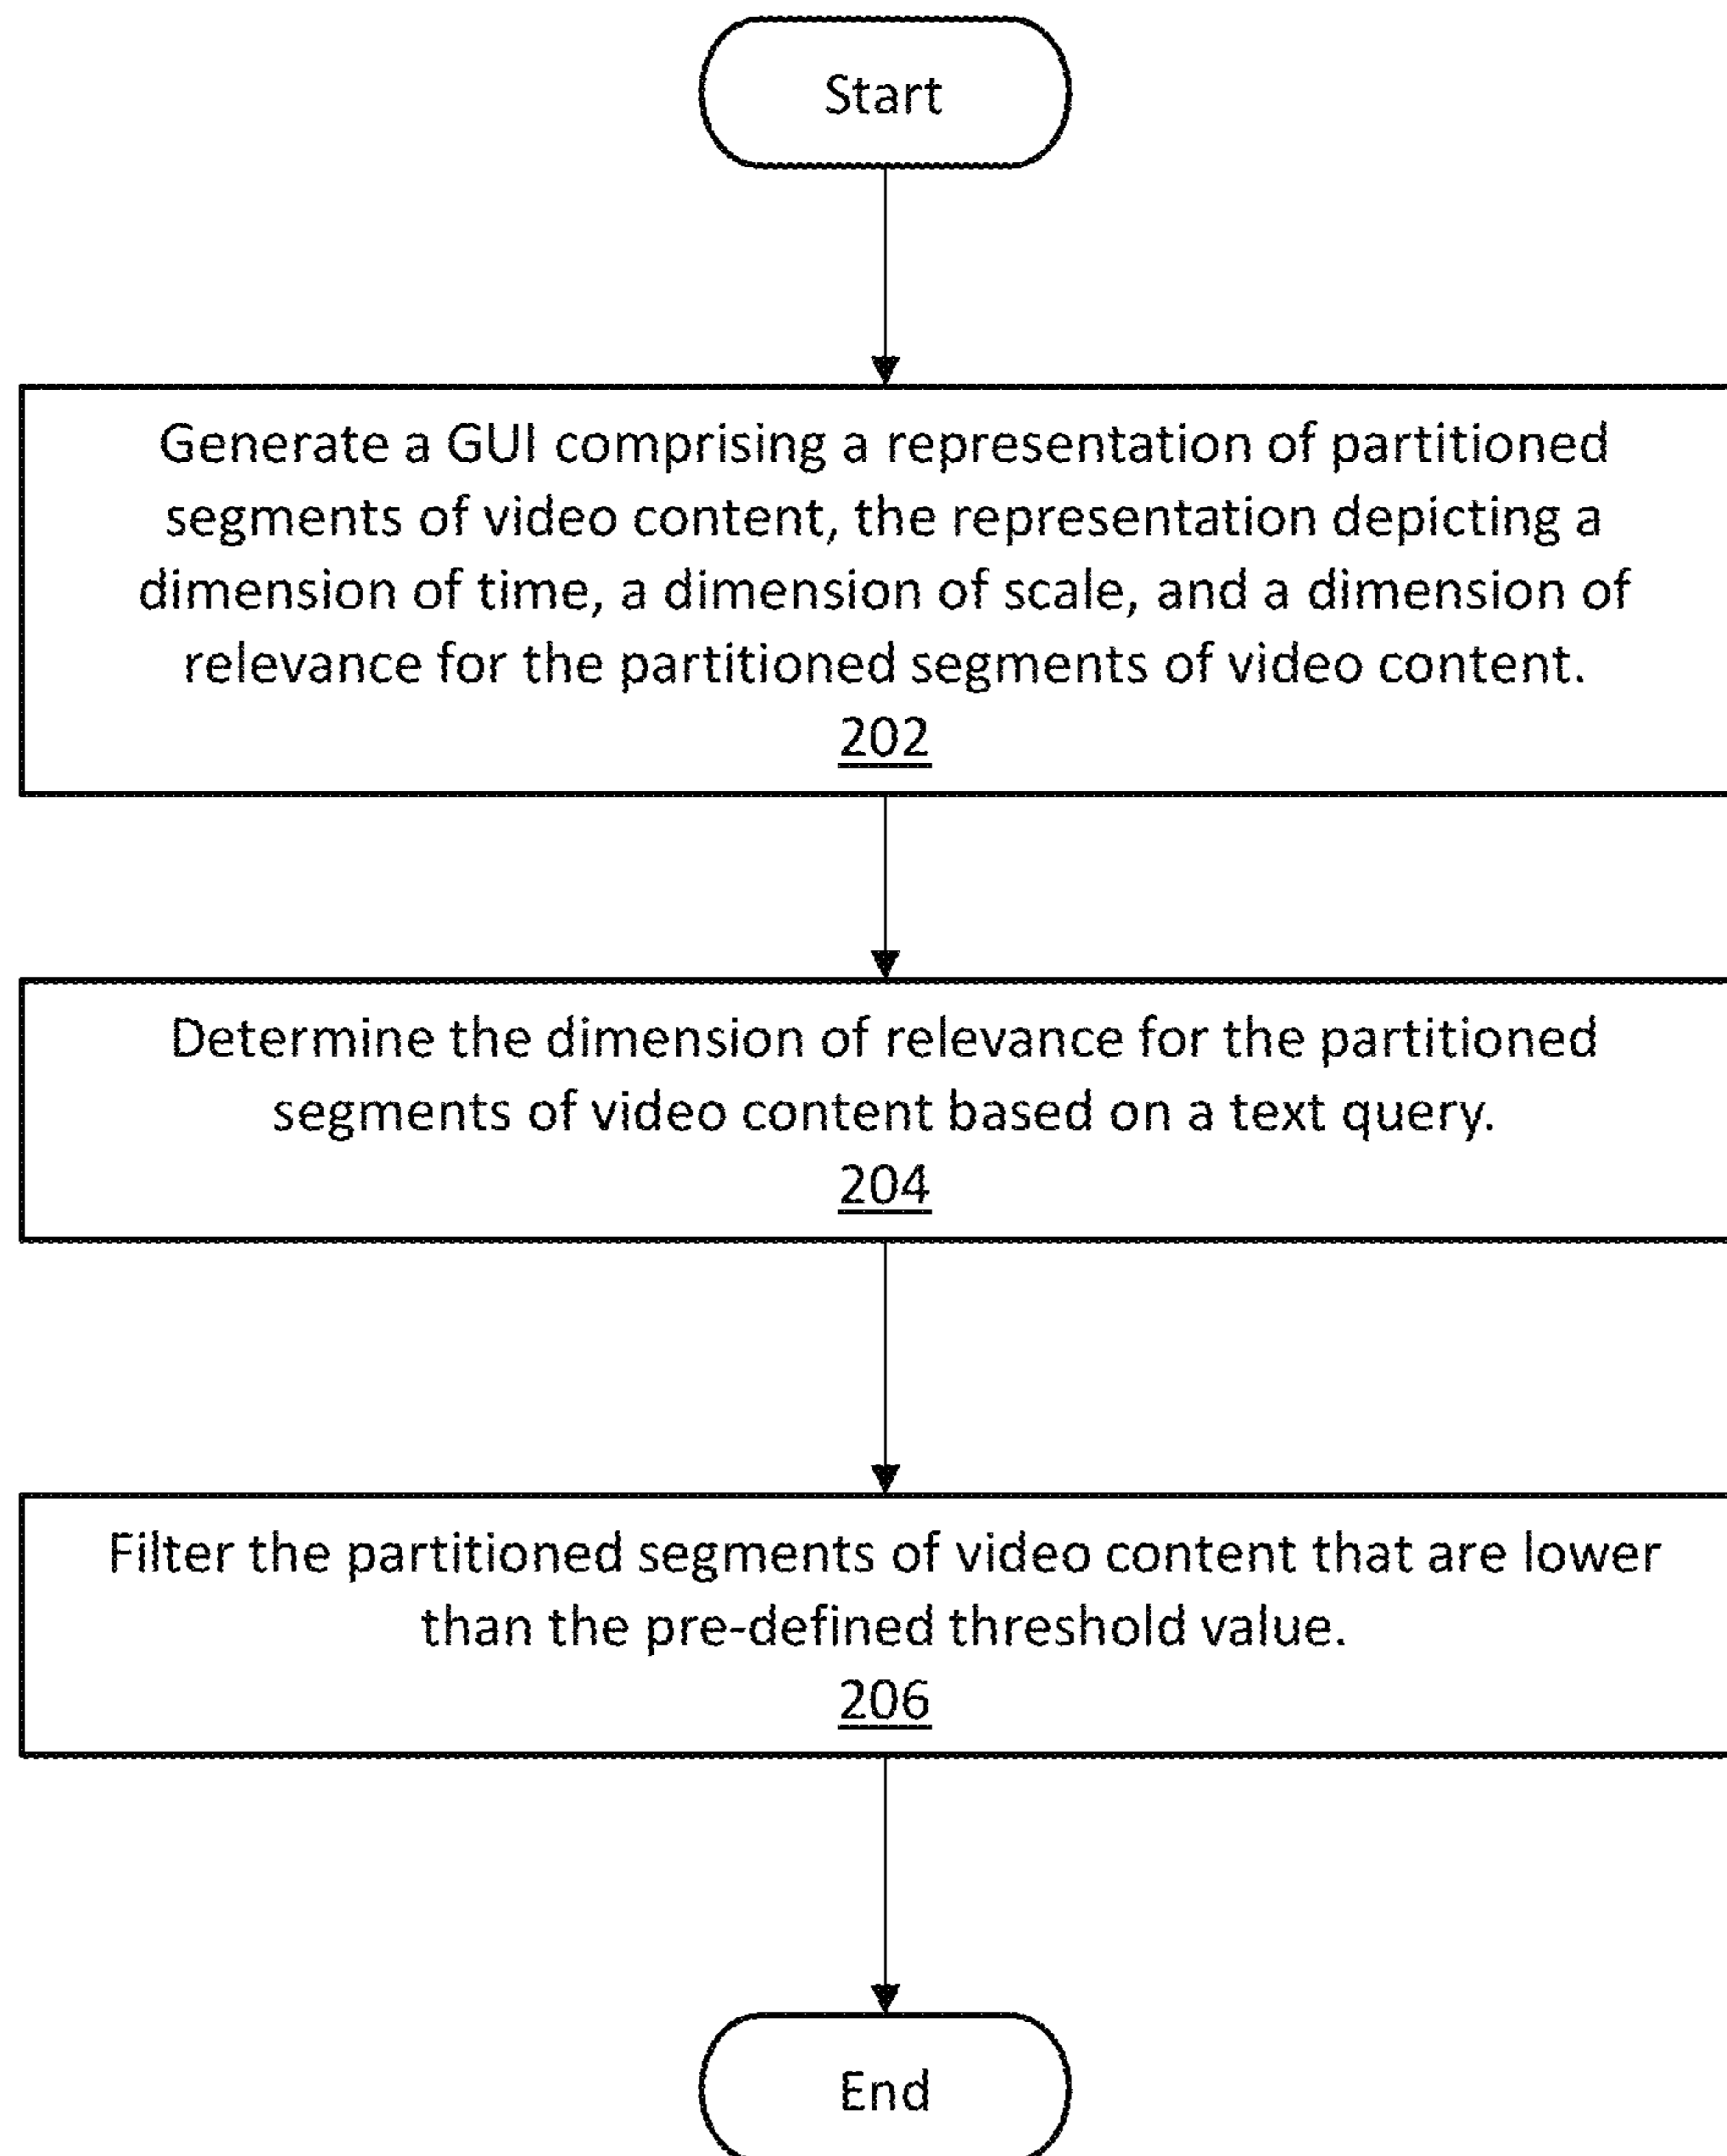 Start
Generate a GUI comprising a representation of partitioned
segments of video content, the representation depicting a
dimension of time, a dimension of scale, and a dimension of
relevance for the partitioned segments of video content.
202
Determine the dimension of relevance for the partitioned
segments of video content based on a text query.
204
Filter the partitioned segments of video content that are lower
than the pre-defined threshold value.
206
End